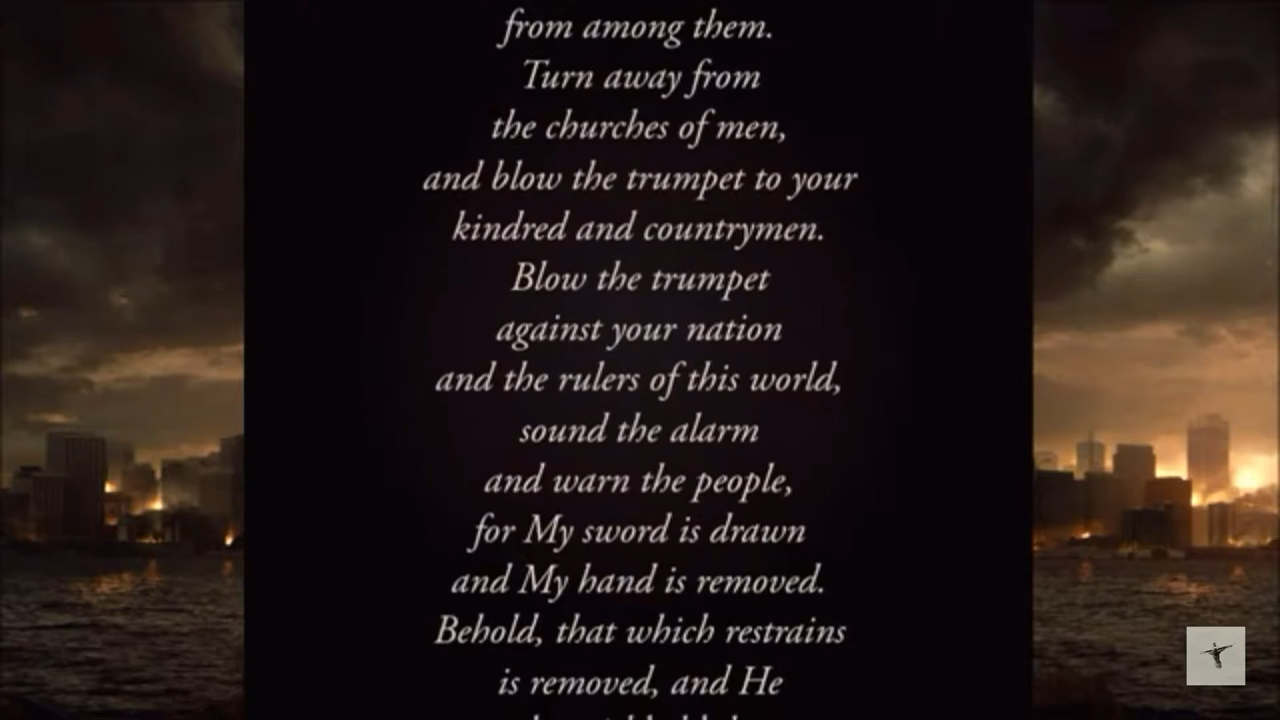 from among them.
Turn away from
the churches of men,
and blow the trumpet to your
kindred and countrymen.
Blow the trumpet
against your nation
and the rulers of this world,
sound the alarm
and warn the people,
for My sword is drawn
and My hand is removed.
Behold, that which restrains
is removed, and He